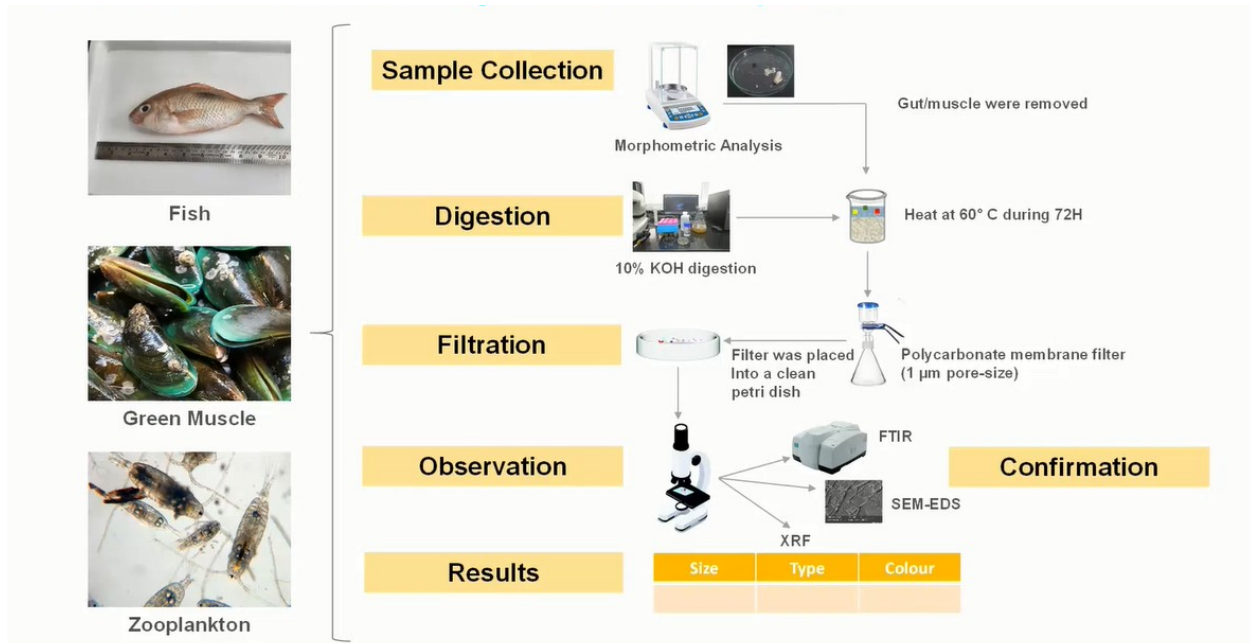 Fish
Green Muscle
Zooplankton
Sample Collection
Morphometric Analysis
Gut/muscle were removed
Digestion
10% KOH digestion
Heat at 60° C during 72H
Filtration
Filter was placed
Into a clean
petri dish
Polycarbonate membrane filter
(1 µm pore-size)
Observation
FTIR
SEM-EDS
XRF
Confirmation
Results
Size Type Colour